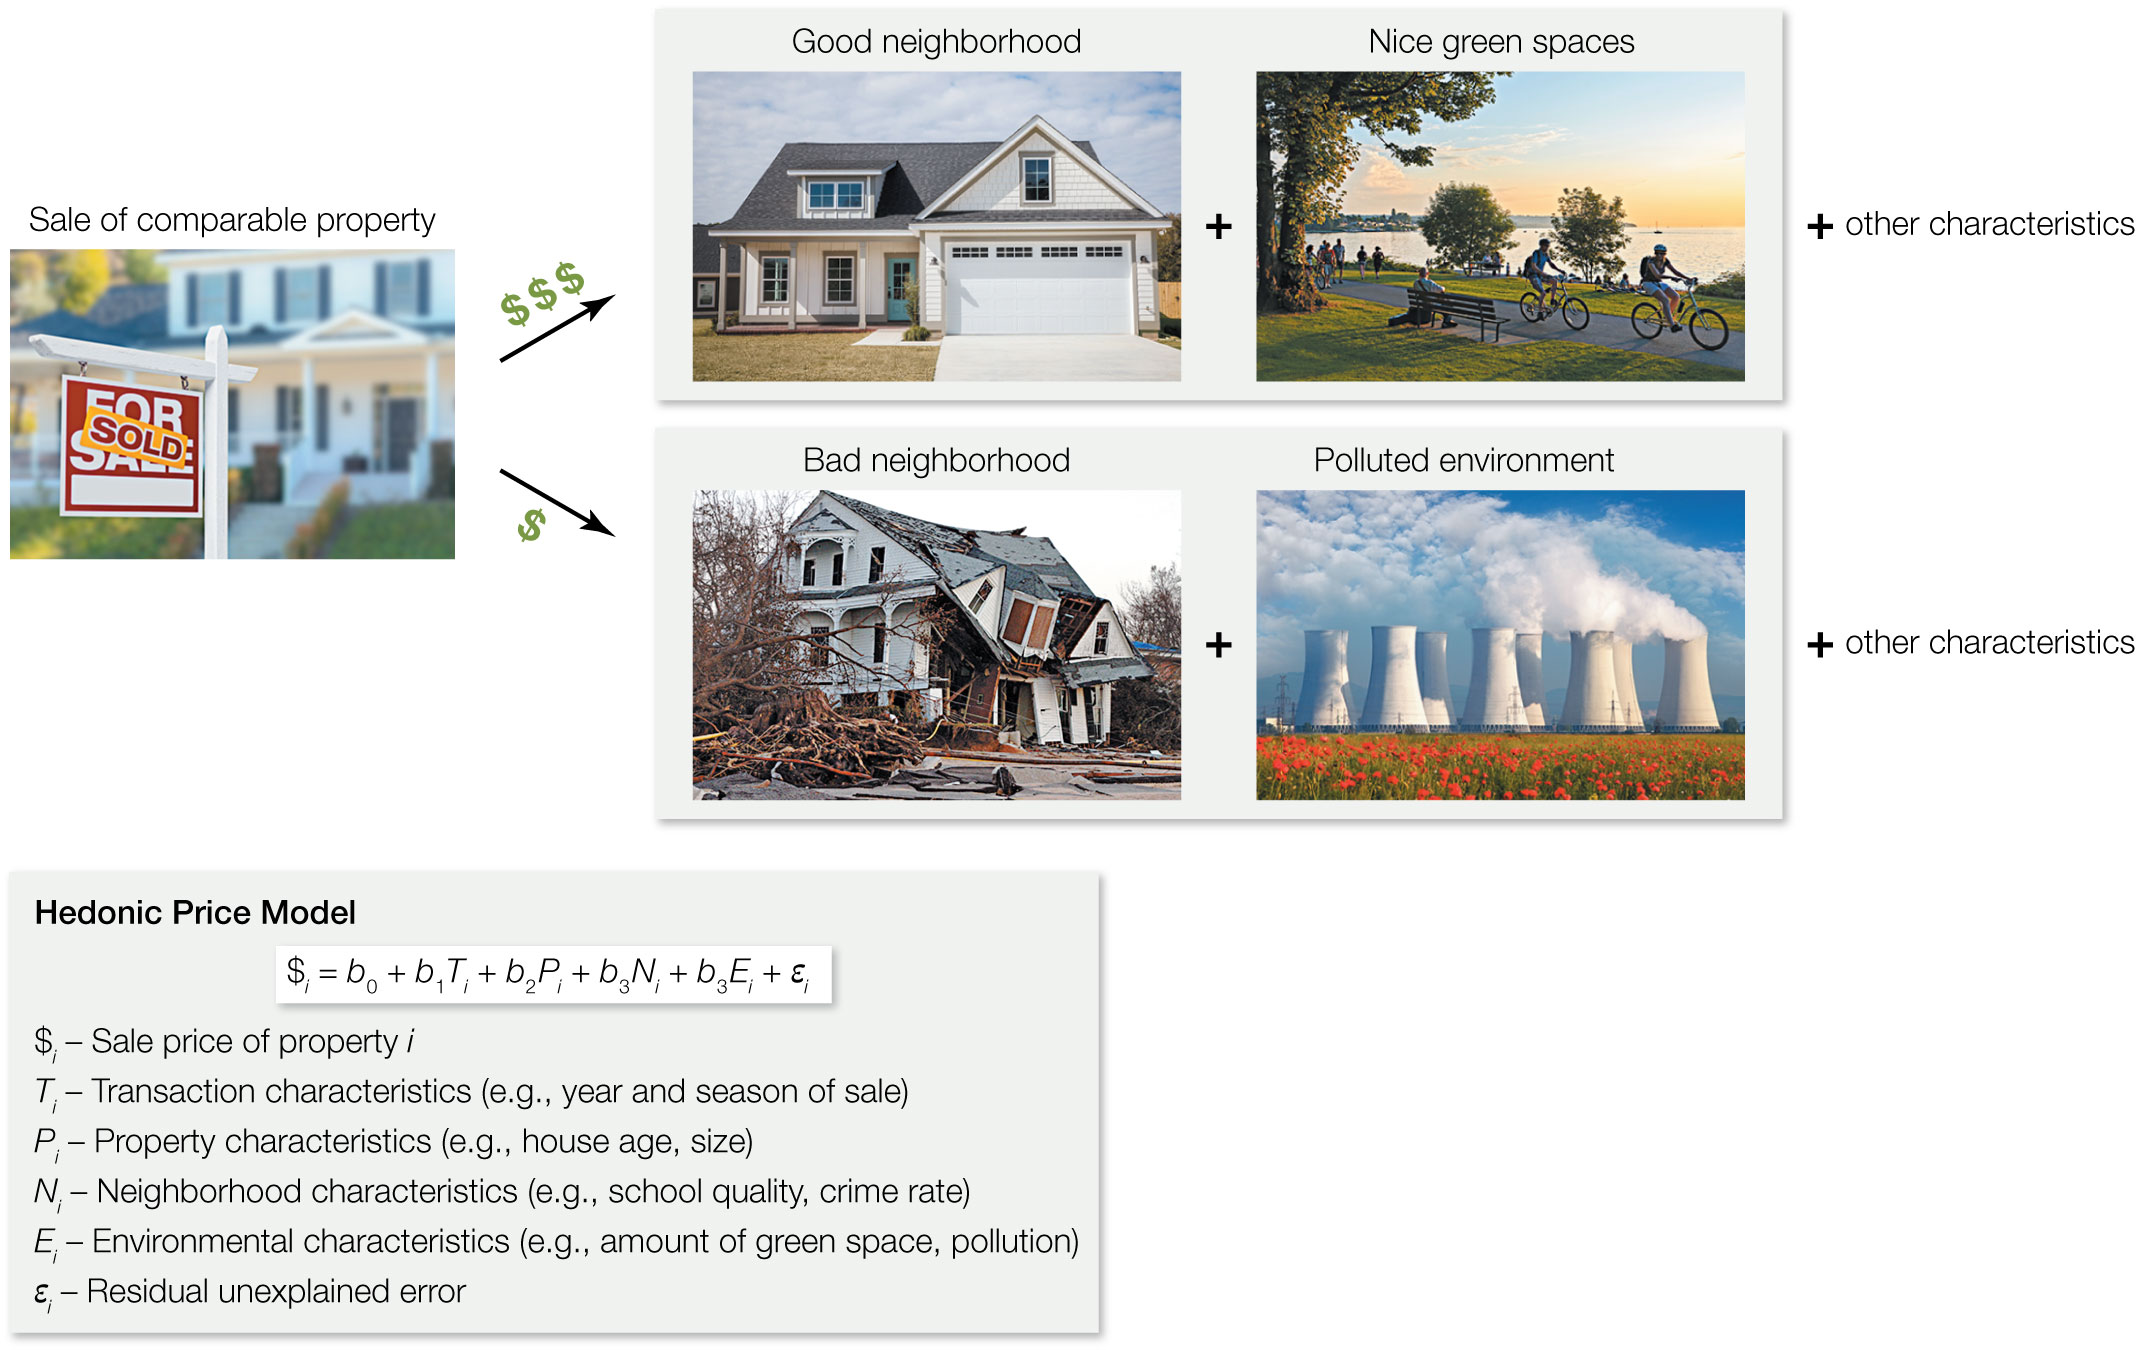 Good neighborhood
Nice green spaces
Sale of comparable property
FOR
SOLD
SALE
$$$
+
+ other characteristics
$
Bad neighborhood
Polluted environment
+
+ other characteristics
Hedonic Price Model
$i = b0 + b1Ti + b2Pi + b3Ni + b3Ei + εi
$i – Sale price of property i
Ti – Transaction characteristics (e.g., year and season of sale)
Pi – Property characteristics (e.g., house age, size)
Ni – Neighborhood characteristics (e.g., school quality, crime rate)
Ei – Environmental characteristics (e.g., amount of green space, pollution)
εi – Residual unexplained error